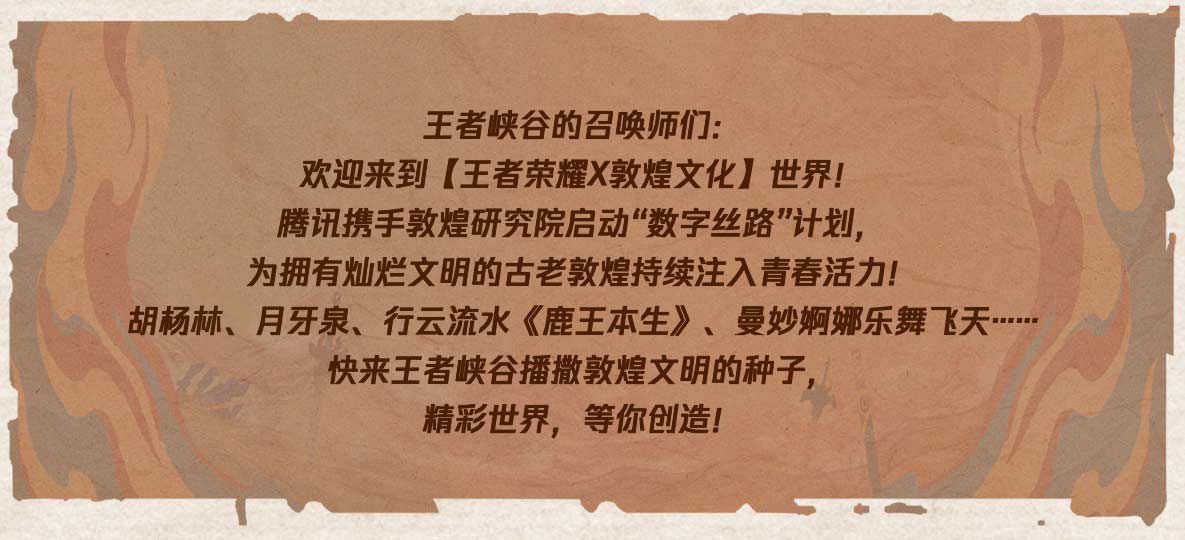 王者峡谷的召唤师们：
欢迎来到【王者荣耀X敦煌文化】世界！
腾讯携手敦煌研究院启动“数字丝路”计划，
为拥有灿烂文明的古老敦煌持续注入青春活力！
胡杨林、月牙泉、行云流水《鹿王本生》、曼妙婀娜乐舞飞天……
快来王者峡谷播撒敦煌文明的种子，
精彩世界，等你创造！